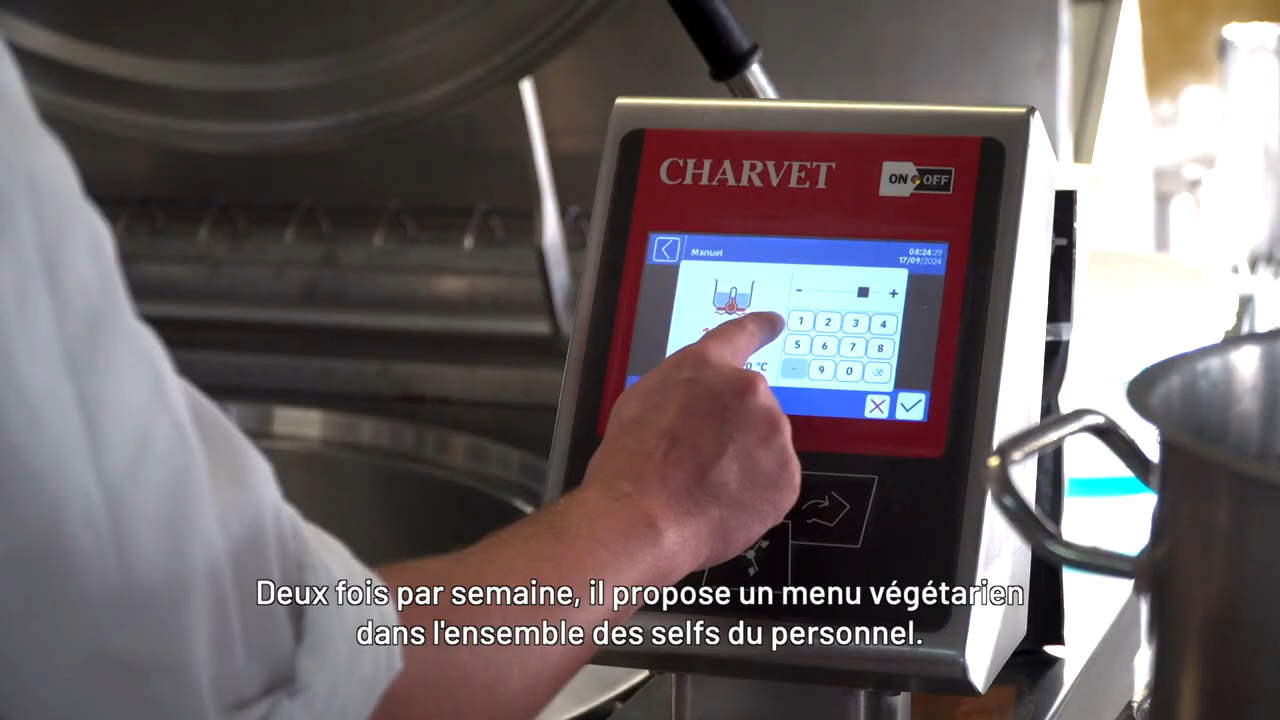 CHARVET
ON OFF
Manuel
08:24:29
17/09/2024
- +
1 2 3 4
5 6 7 8
°C
- 9 0
Deux fois par semaine, il propose un menu végétarien
dans l'ensemble des selfs du personnel.